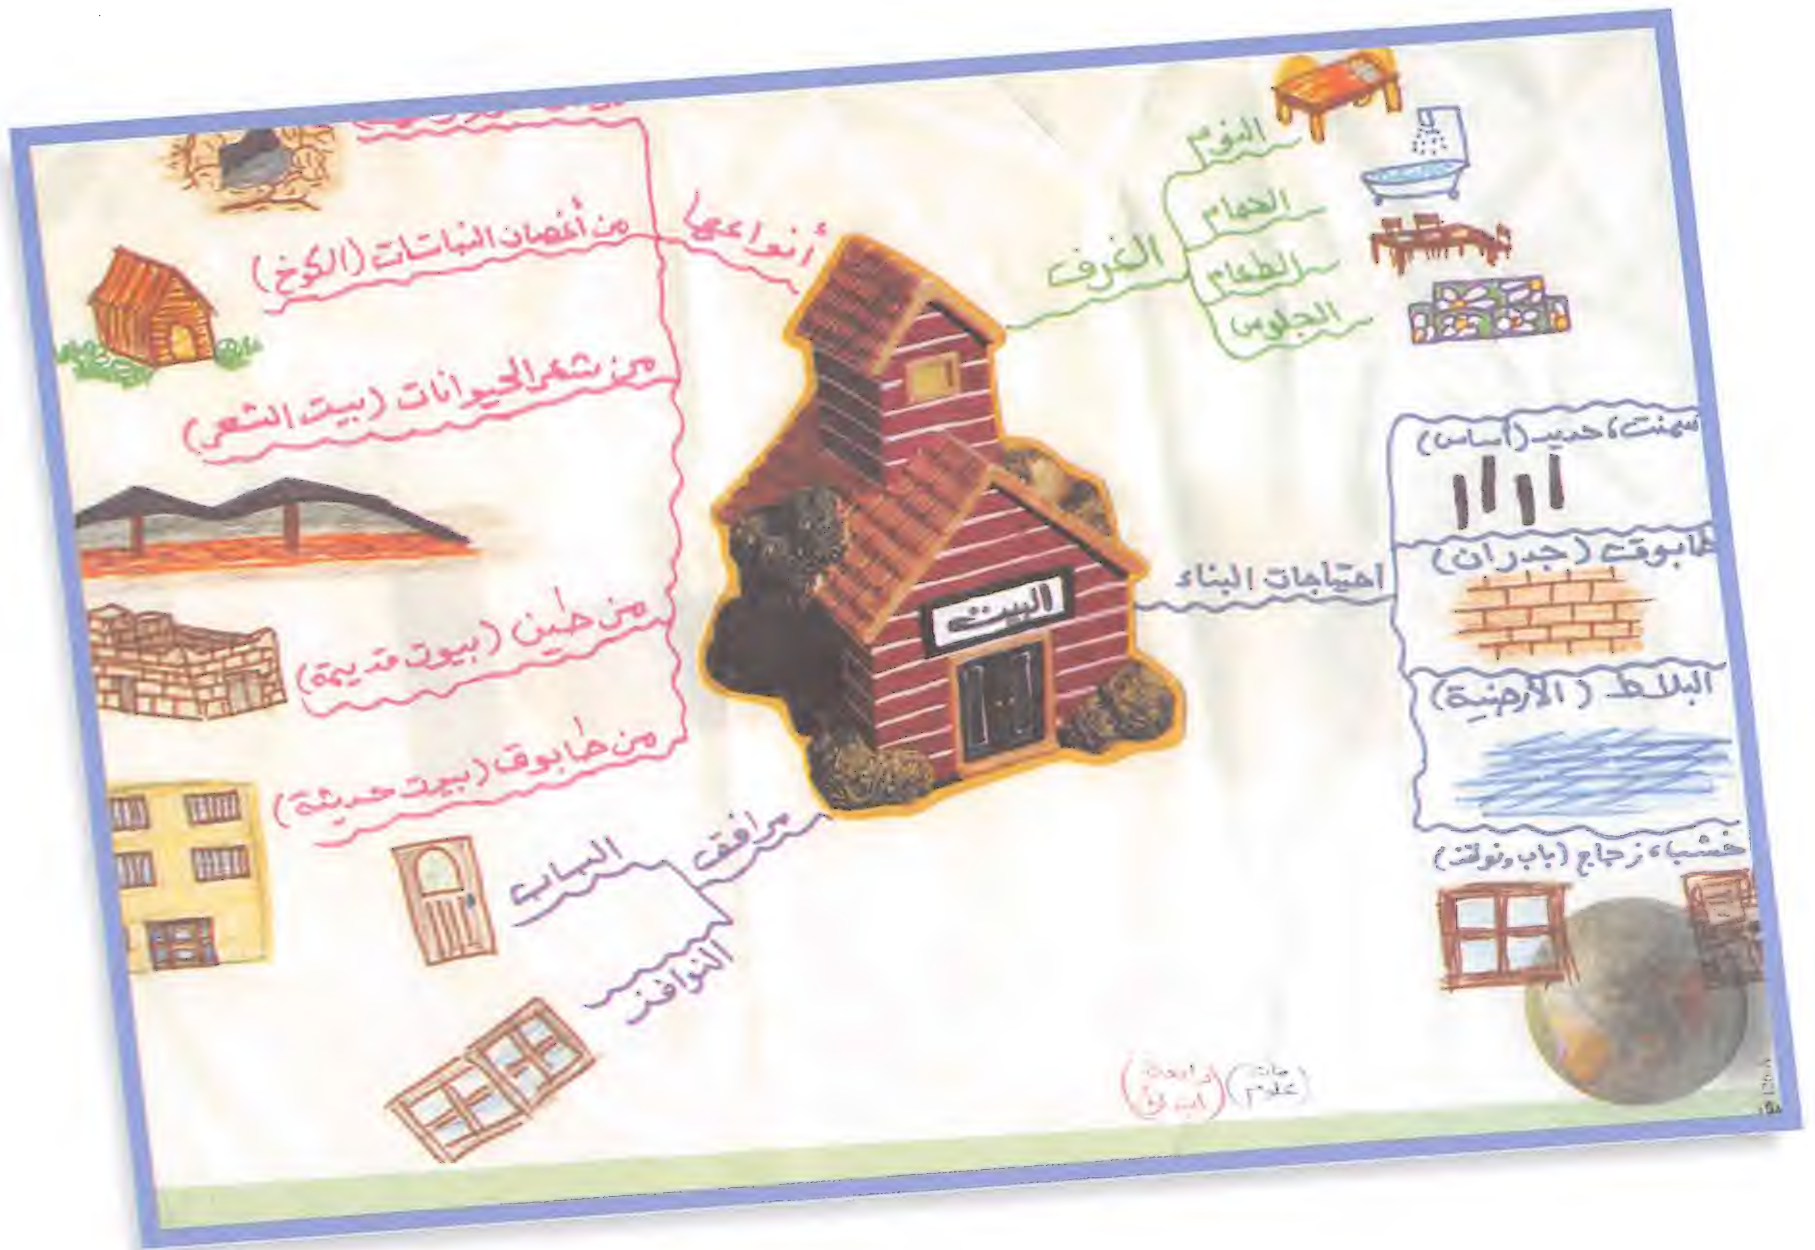 البيت
الغرف
النوم
الحمام
الطعام
الجلوس
احتياجات البناء
سمنت، حديد (أساس)
طابوق (جدران)
البلاط (الأرضية)
خشب، زجاج (باب ونوافذ)
أنواعها
من أغصان النباتات (الكوخ)
من شعر الحيوانات (بيت الشعر)
من طين (بيوت قديمة)
من طابوق (بيوت حديثة)
مرافق
الباب
النوافذ
علوم
رابعة